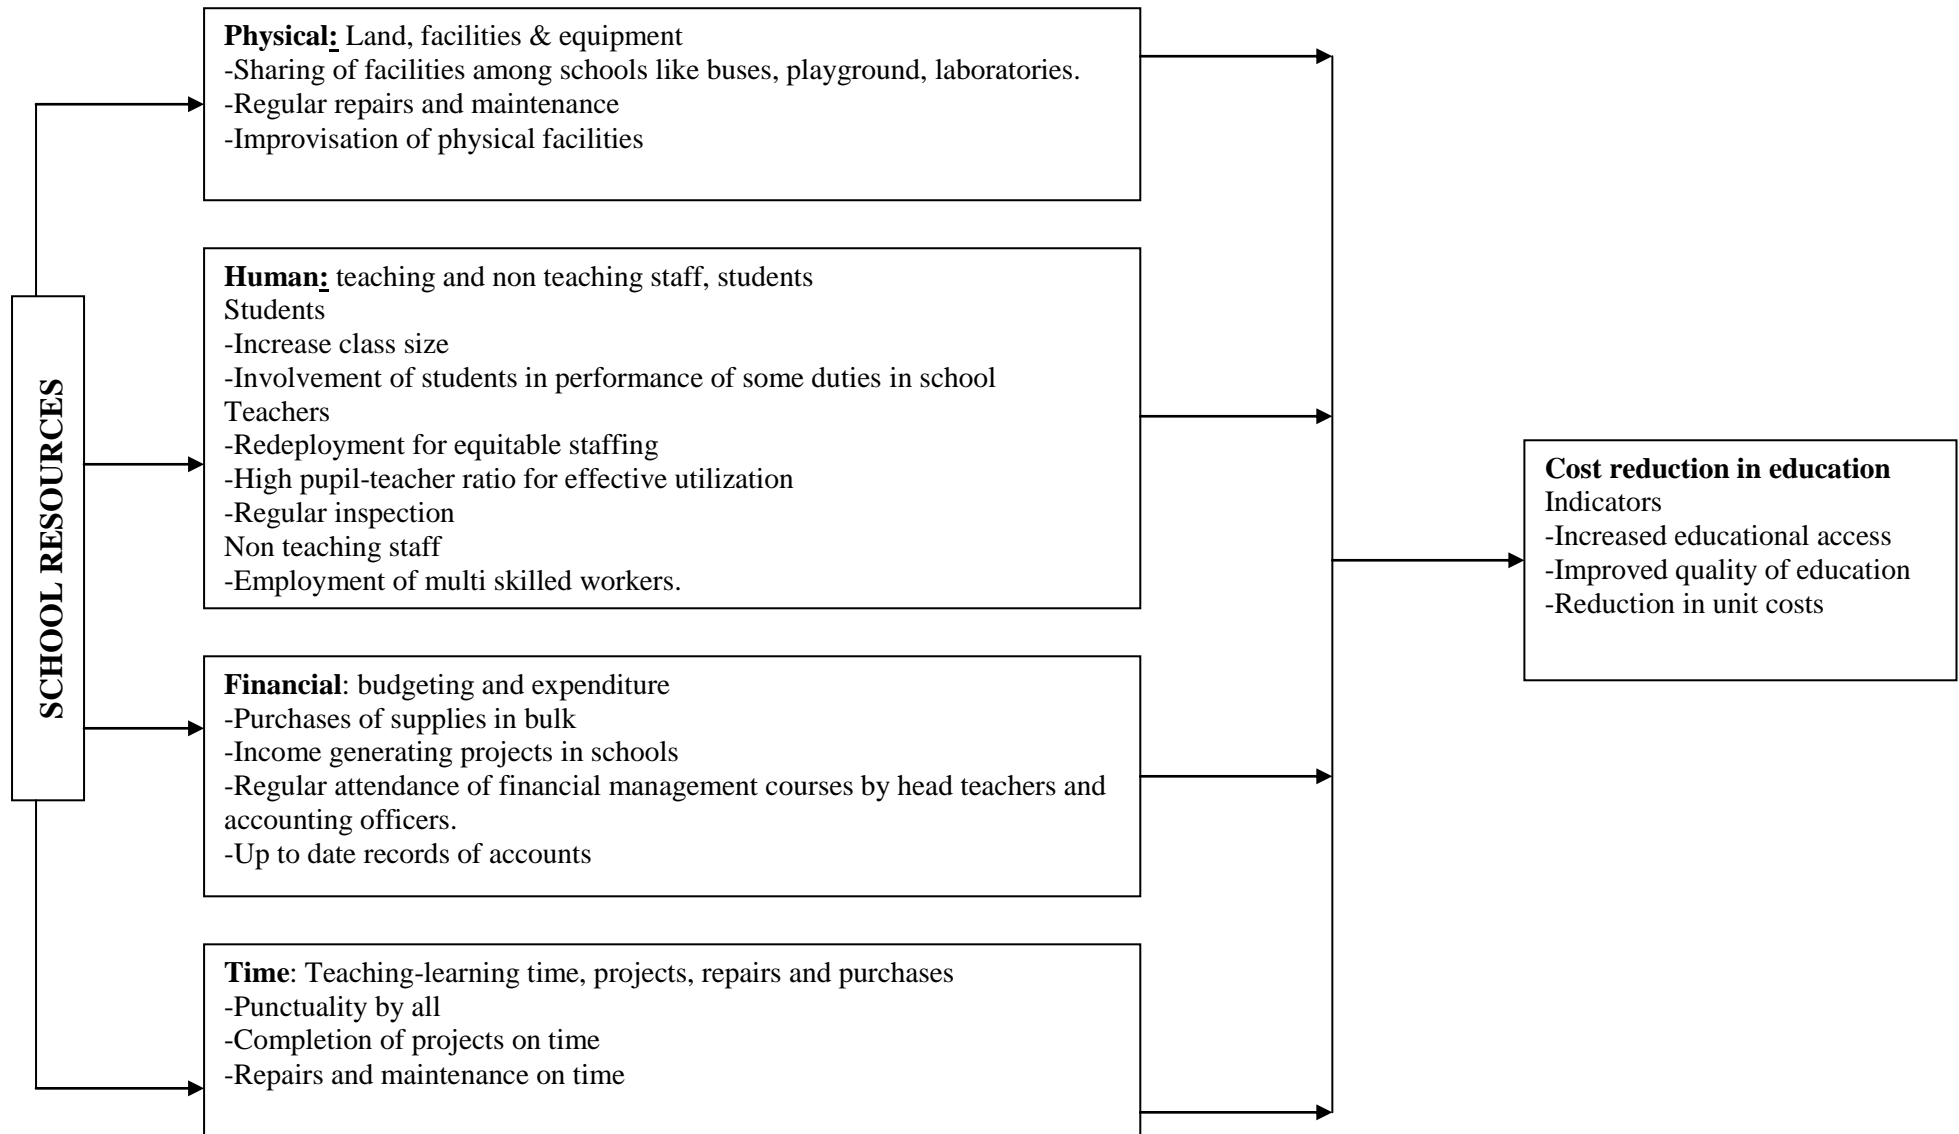 SCHOOL RESOURCES
Physical: Land, facilities & equipment
-Sharing of facilities among schools like buses, playground, laboratories.
-Regular repairs and maintenance
-Improvisation of physical facilities
Human: teaching and non teaching staff, students
Students
-Increase class size
-Involvement of students in performance of some duties in school
Teachers
-Redeployment for equitable staffing
-High pupil-teacher ratio for effective utilization
-Regular inspection
Non teaching staff
-Employment of multi skilled workers.
Financial: budgeting and expenditure
-Purchases of supplies in bulk
-Income generating projects in schools
-Regular attendance of financial management courses by head teachers and
accounting officers.
-Up to date records of accounts
Time: Teaching-learning time, projects, repairs and purchases
-Punctuality by all
-Completion of projects on time
-Repairs and maintenance on time
Cost reduction in education
Indicators
-Increased educational access
-Improved quality of education
-Reduction in unit costs